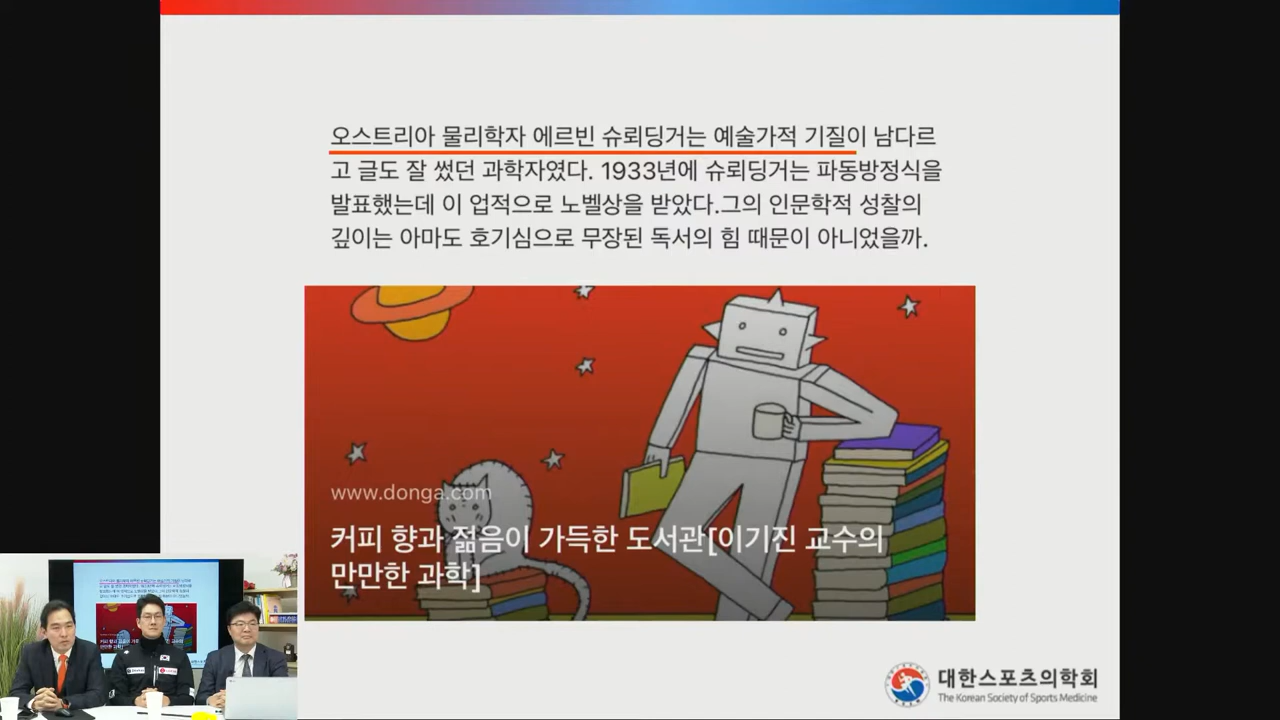 오스트리아 물리학자 에르빈 슈뢰딩거는 예술가적 기질이 남다르
고 글도 잘 썼던 과학자였다. 1933년에 슈뢰딩거는 파동방정식을
발표했는데 이 업적으로 노벨상을 받았다.그의 인문학적 성찰의
깊이는 아마도 호기심으로 무장된 독서의 힘 때문이 아니었을까.
www.donga.com
커피 향과 젊음이 가득한 도서관[이기진 교수의
만만한 과학]
대한스포츠의학회
The Korean Society of Sports Medicine